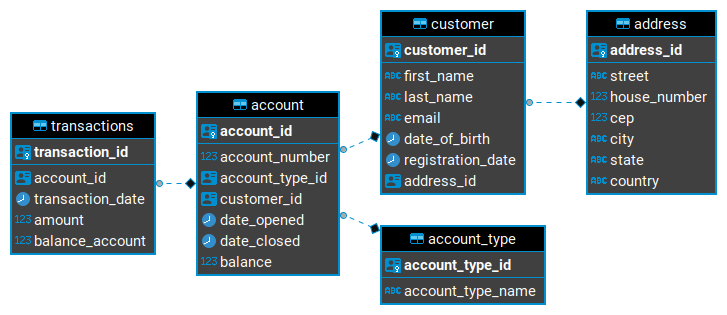 customer
customer_id
ABC first_name
ABC last_name
ABC email
date_of_birth
registration_date
address_id
address
address_id
ABC street
123 house_number
123 cep
ABC city
ABC state
ABC country
transactions
transaction_id
account_id
transaction_date
123 amount
123 balance_account
account
account_id
123 account_number
account_type_id
customer_id
date_opened
date_closed
123 balance
account_type
account_type_id
ABC account_type_name